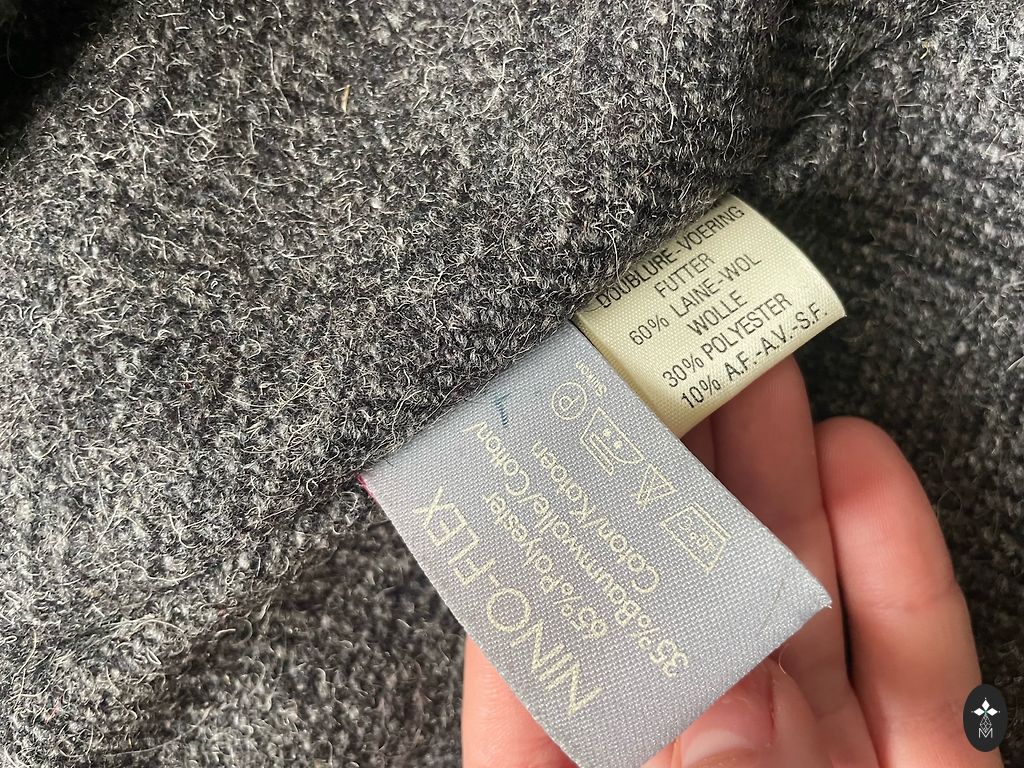 DOUBLURE-VOERING
FUTTER
60% LAINE-WOL
WOLLE
30% POLYESTER
10% A.F.-A.V.-S.F.
NINO-FLEX
65%Polyester
35%Baumwolle/Coton/
Cotton/Katoen
P
M